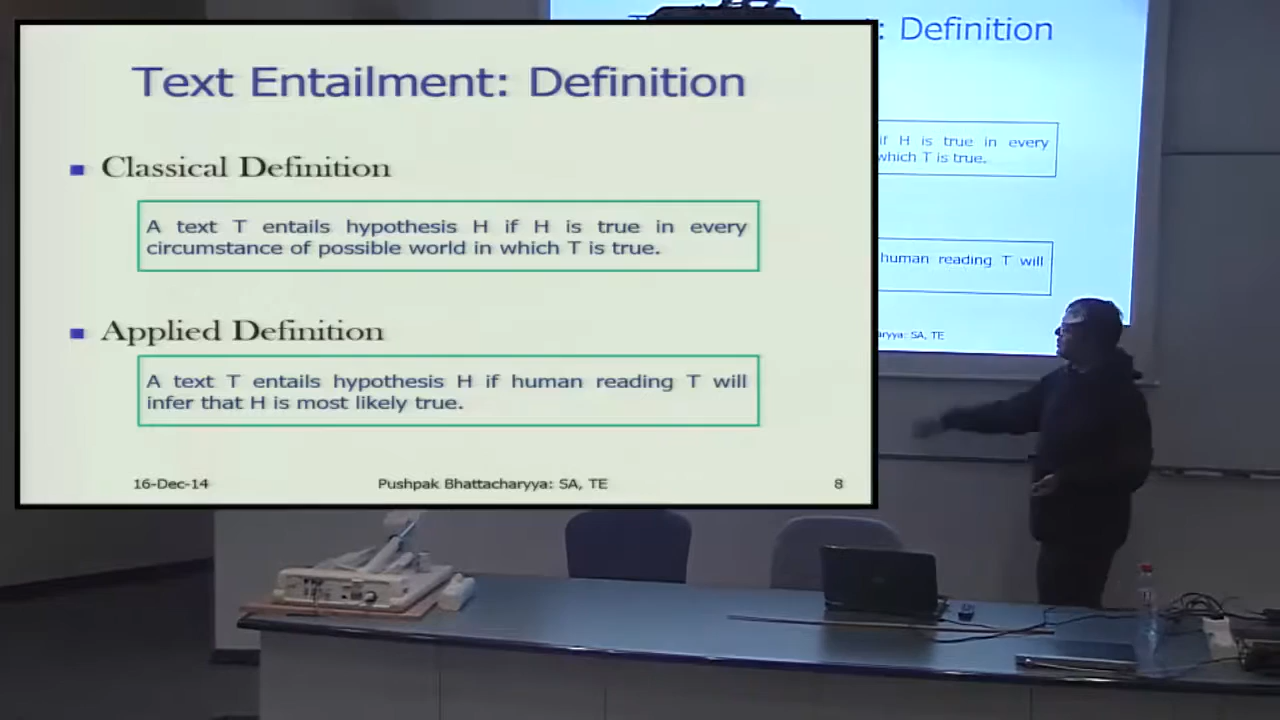 Text Entailment: Definition
Classical Definition
A text T entails hypothesis H if H is true in every
circumstance of possible world in which T is true.
Applied Definition
A text T entails hypothesis H if human reading T will
infer that H is most likely true.
16-Dec-14
Pushpak Bhattacharyya: SA, TE
8
: Definition
if H is true in every
which T is true.
human reading T will
aryya: SA, TE